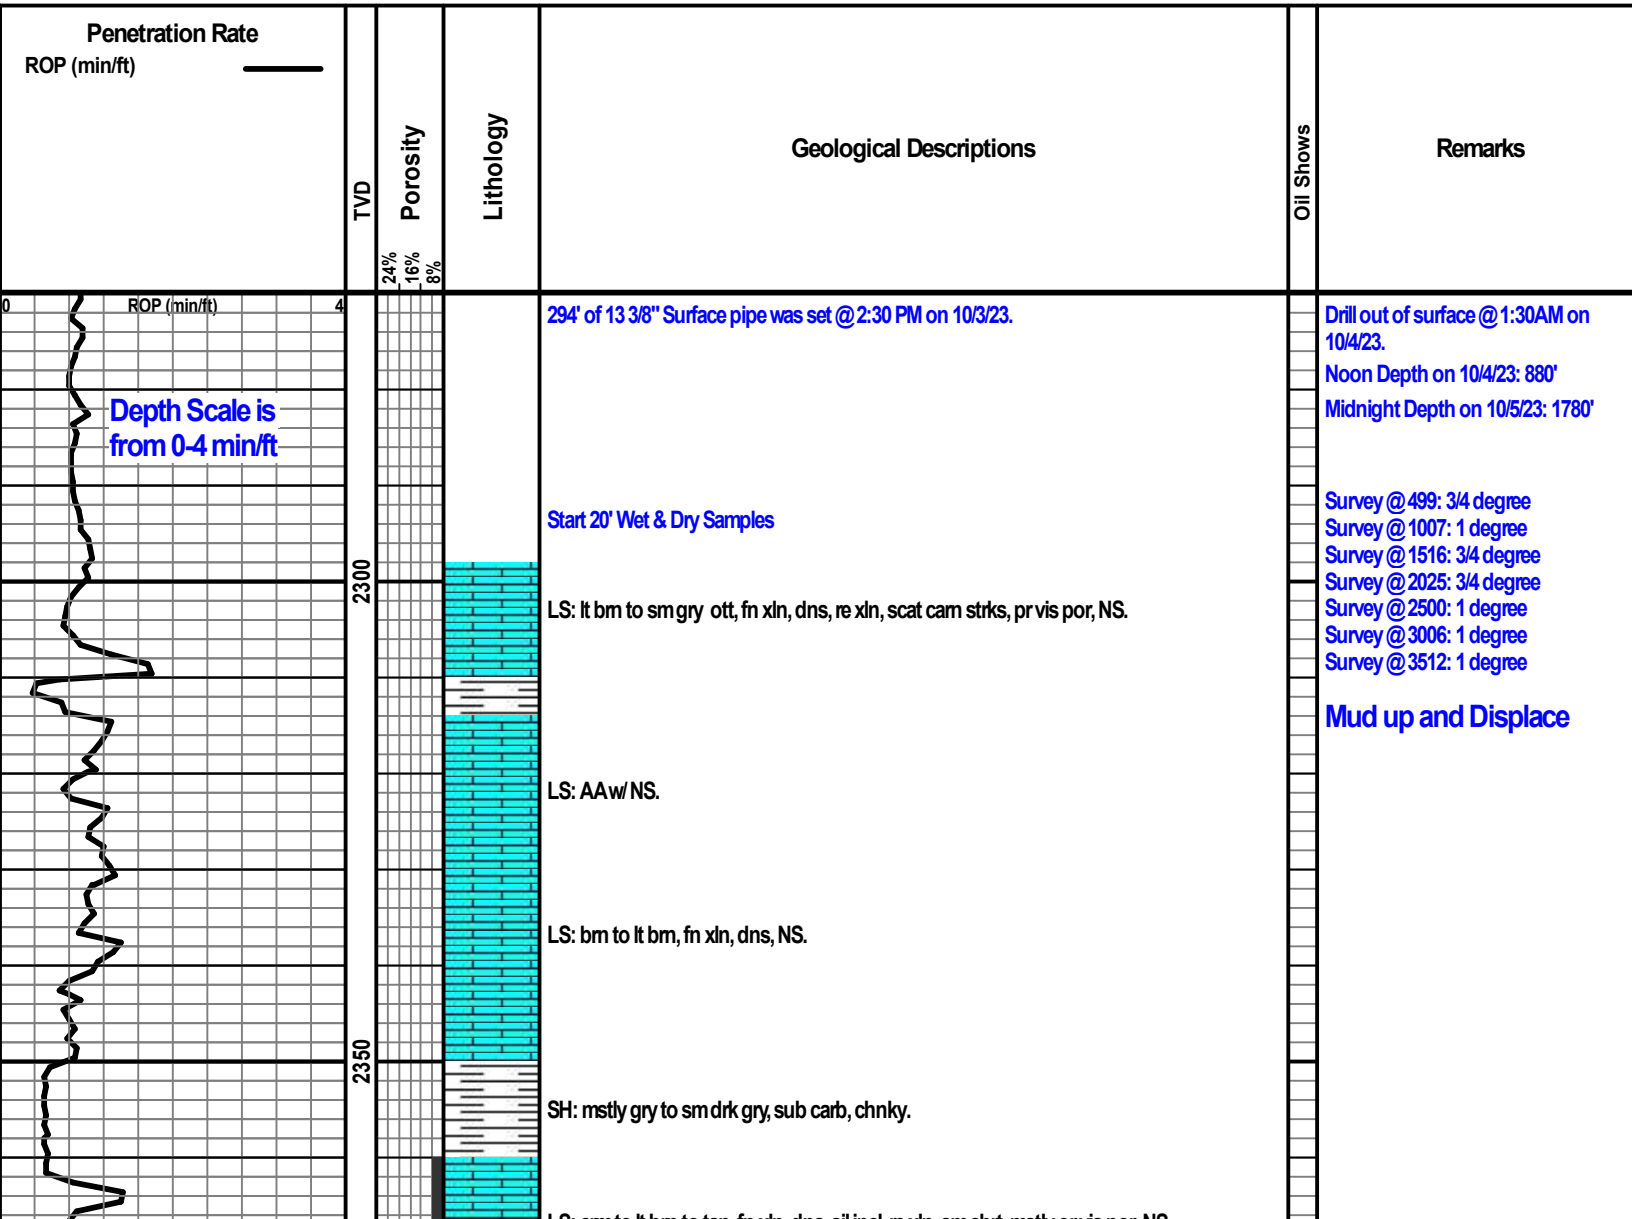 Penetration Rate
ROP (min/ft)
TVD
Porosity
24%
16%
8%
Lithology
Geological Descriptions
Oil Shows
Remarks
0 ROP (min/ft) 4
Depth Scale is
from 0-4 min/ft
2300
2350
294' of 13 3/8" Surface pipe was set @ 2:30 PM on 10/3/23.
Start 20' Wet & Dry Samples
LS: lt brn to sm gry ott, fn xln, dns, re xln, scat carn strks, pr vis por, NS.
LS: AA w/ NS.
LS: brn to lt brn, fn xln, dns, NS.
SH: mstly gry to sm drk gry, sub carb, chnky.
Drill out of surface @ 1:30AM on
10/4/23.
Noon Depth on 10/4/23: 880'
Midnight Depth on 10/5/23: 1780'
Survey @ 499: 3/4 degree
Survey @ 1007: 1 degree
Survey @ 1516: 3/4 degree
Survey @ 2025: 3/4 degree
Survey @ 2500: 1 degree
Survey @ 3006: 1 degree
Survey @ 3512: 1 degree
Mud up and Displace